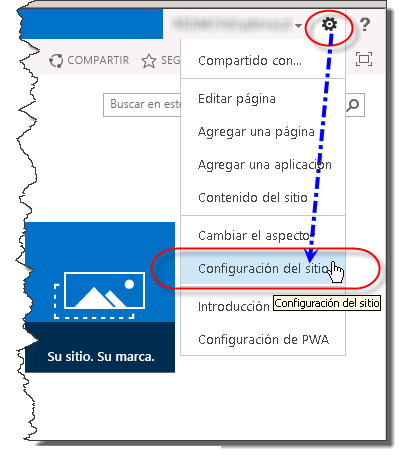 ?
COMPARTIR
SEG
Compartido con...
Buscar en este
Editar página
Agregar una página
Agregar una aplicación
Contenido del sitio
Cambiar el aspecto
Configuración del sitio
Introducción
Configuración del sitio
Configuración de PWA
Su sitio. Su marca.